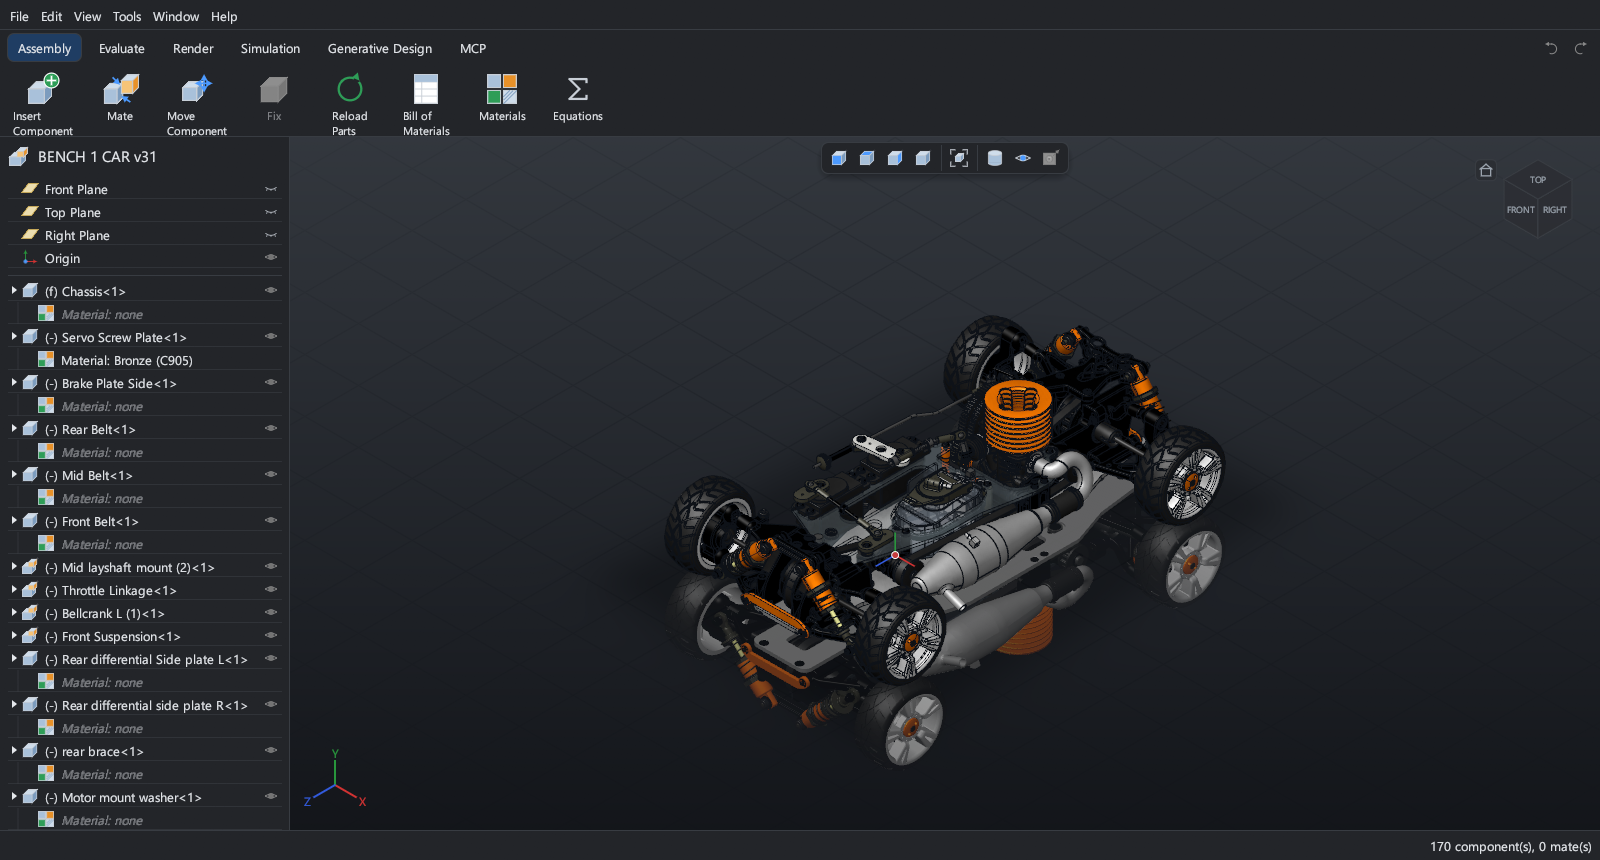 File Edit View Tools Window Help
Assembly Evaluate Render Simulation Generative Design MCP
Insert Component
Mate
Move Component
Fix
Reload Parts
Bill of Materials
Materials
Equations
BENCH 1 CAR v31
Front Plane
Top Plane
Right Plane
Origin
(f) Chassis<1>
Material: none
(-) Servo Screw Plate<1>
Material: Bronze (C905)
(-) Brake Plate Side<1>
Material: none
(-) Rear Belt<1>
Material: none
(-) Mid Belt<1>
Material: none
(-) Front Belt<1>
Material: none
(-) Mid layshaft mount (2)<1>
(-) Throttle Linkage<1>
(-) Bellcrank L (1)<1>
(-) Front Suspension<1>
(-) Rear differential Side plate L<1>
Material: none
(-) Rear differential side plate R<1>
Material: none
(-) rear brace<1>
Material: none
(-) Motor mount washer<1>
Material: none
TOP
FRONT RIGHT
Y
Z X
170 component(s), 0 mate(s)